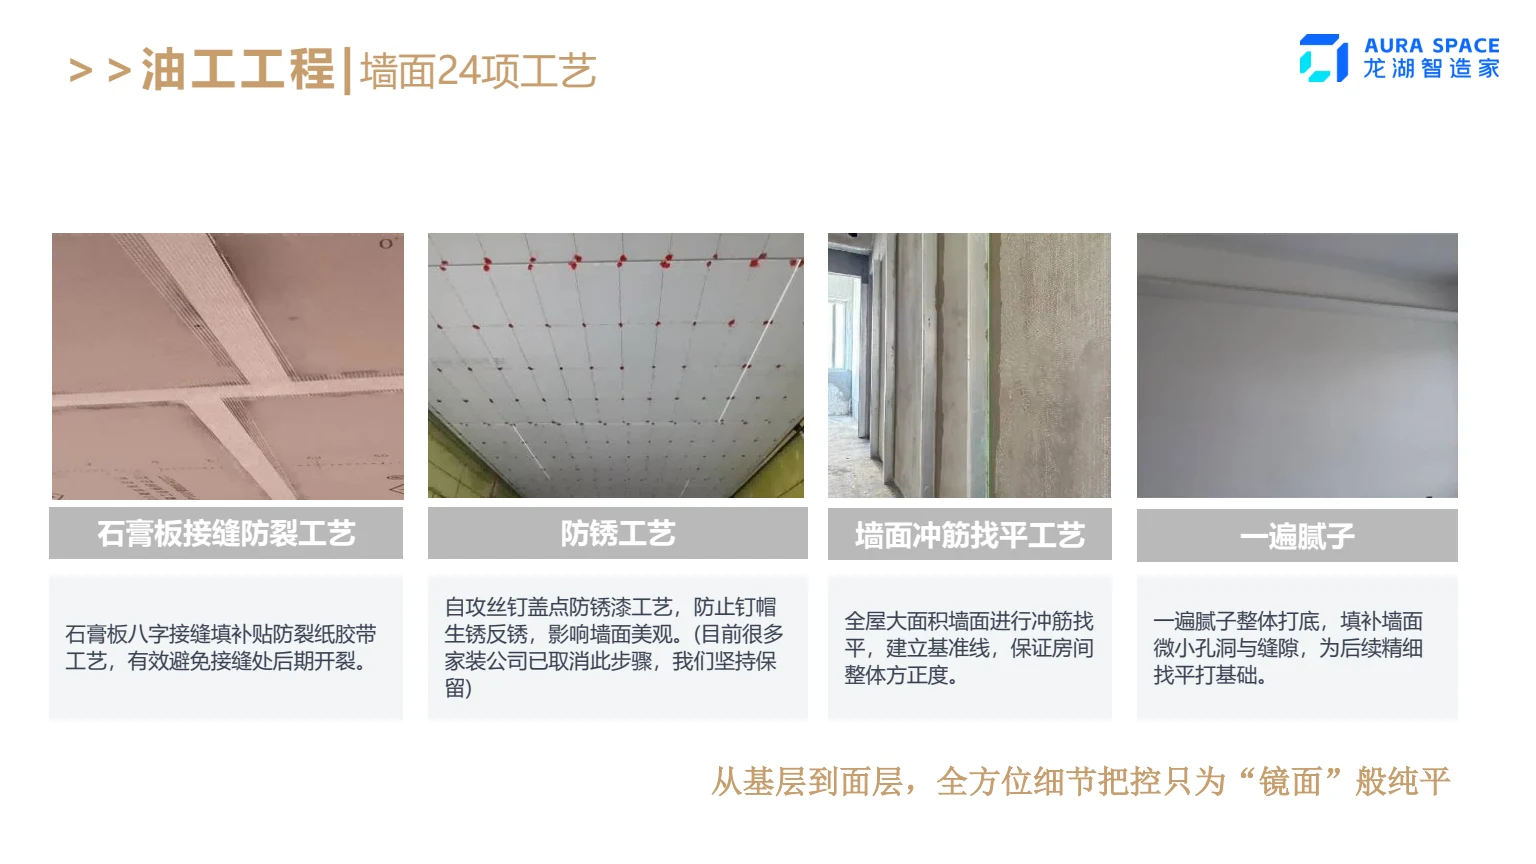 >>油工工程|墙面24项工艺
AURA SPACE
龙湖智造家
石膏板接缝防裂工艺
石膏板八字接缝填补贴防裂纸胶带
工艺，有效避免接缝处后期开裂。
防锈工艺
自攻丝钉盖点防锈漆工艺，防止钉帽
生锈反锈，影响墙面美观。(目前很多
家装公司已取消此步骤，我们坚持保
留)
墙面冲筋找平工艺
全屋大面积墙面进行冲筋找
平，建立基准线，保证房间
整体方正度。
一遍腻子
一遍腻子整体打底，填补墙面
微小孔洞与缝隙，为后续精细
找平打基础。
从基层到面层，全方位细节把控只为“镜面”般纯平